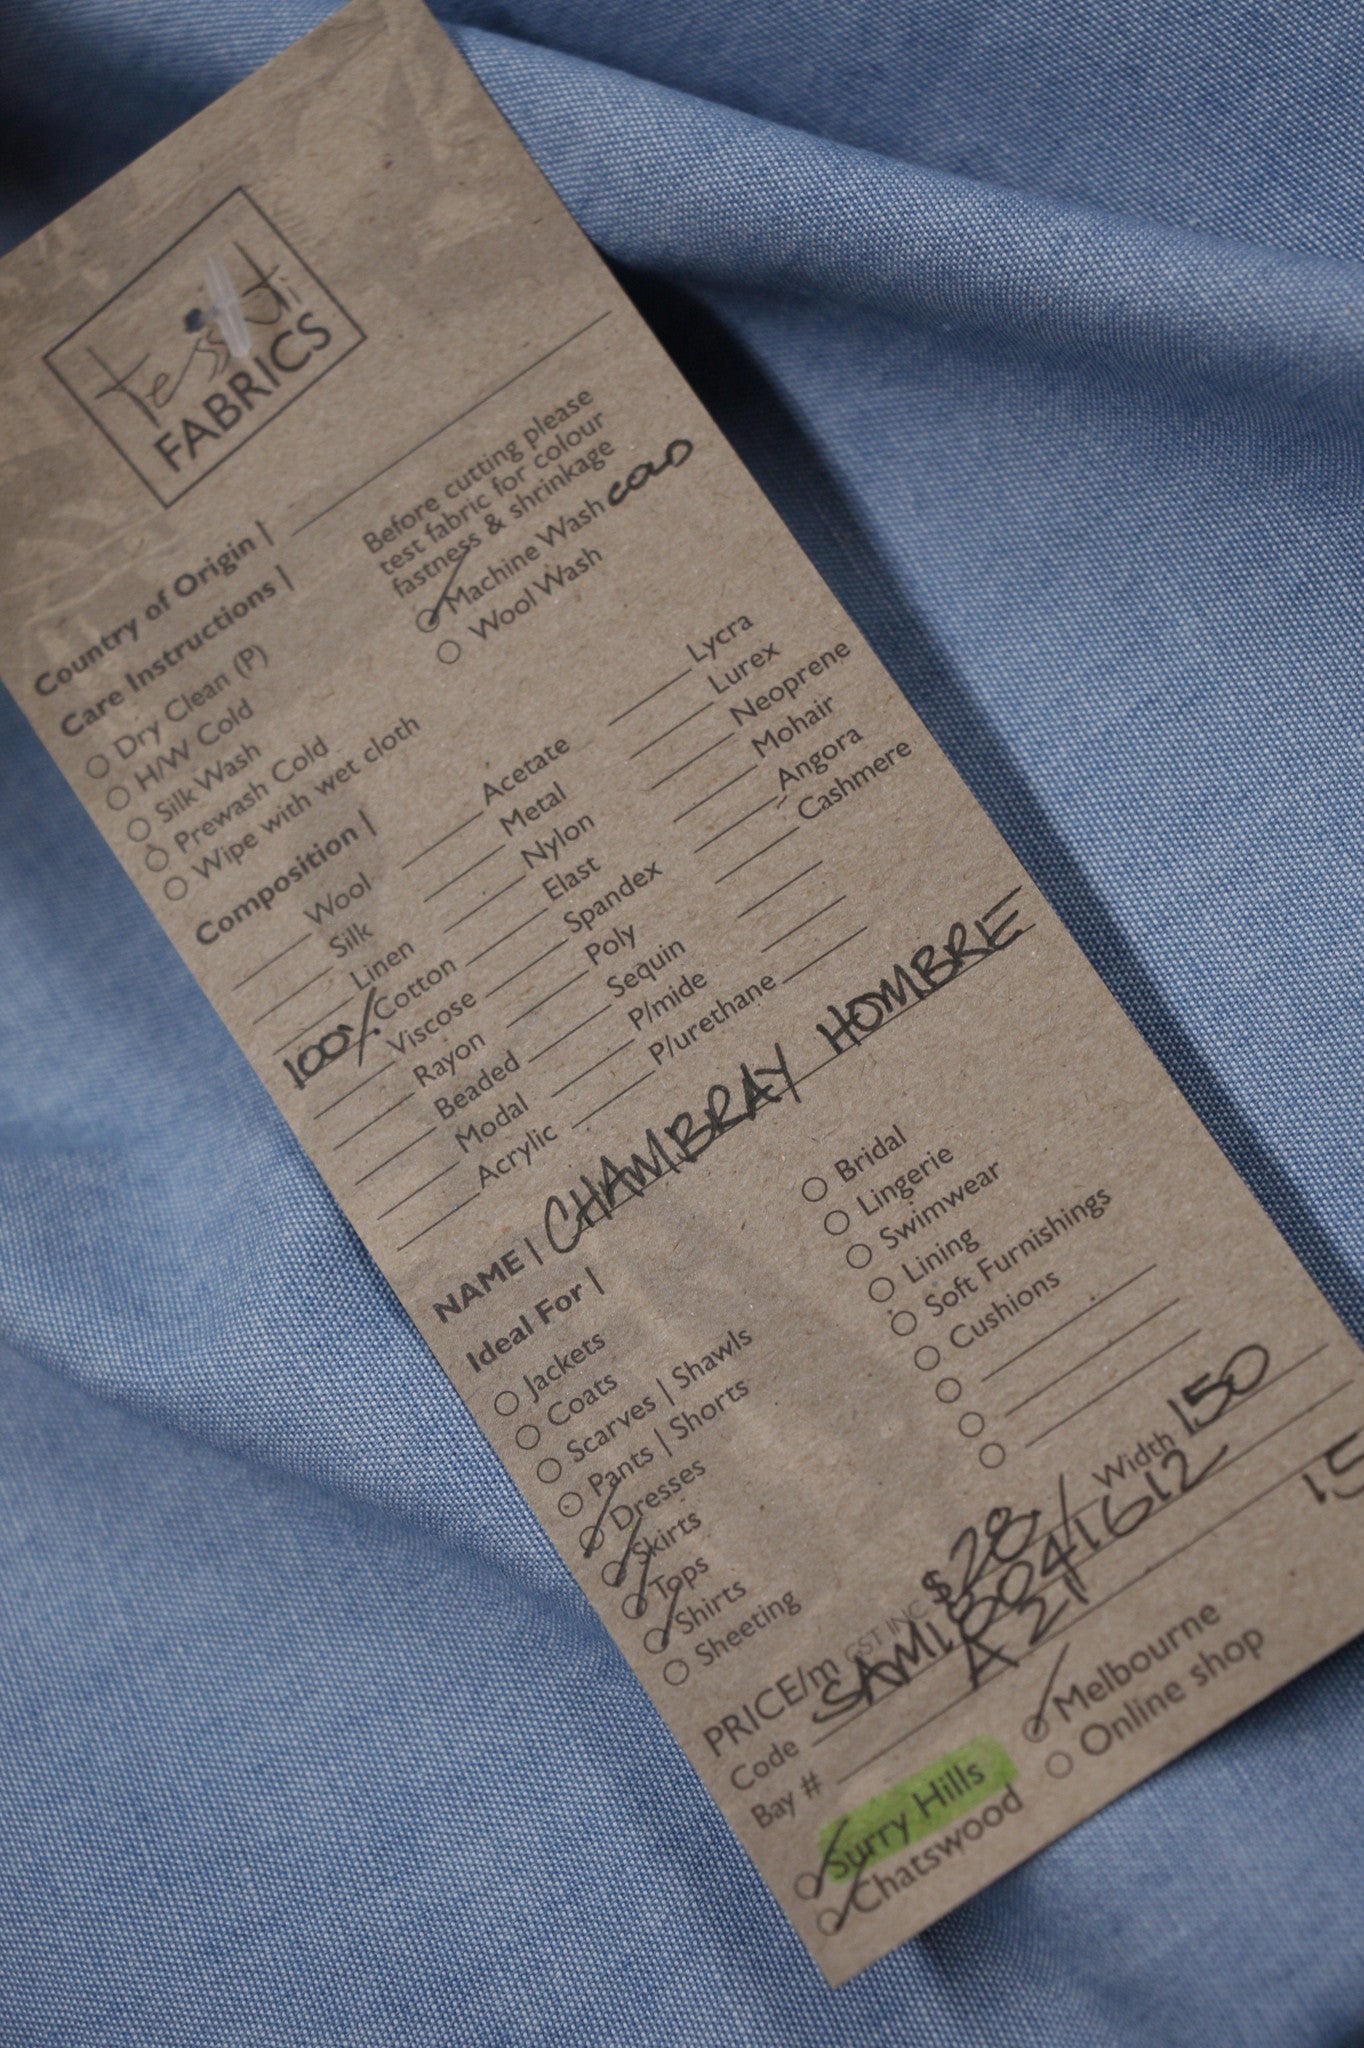 tessuti
FABRICS
Country of Origin |
Care Instructions |
Before cutting please
test fabric for colour
fastness & shrinkage
Dry Clean (P)
H/W Cold
Silk Wash
Prewash Cold
Wipe with wet cloth
Machine Wash COLD
Wool Wash
Composition |
Wool
Silk
Linen
100% Cotton
Viscose
Rayon
Beaded
Modal
Acrylic
Acetate
Metal
Nylon
Elast
Spandex
Poly
Sequin
P/mide
P/urethane
Lycra
Lurex
Neoprene
Mohair
Angora
Cashmere
NAME | CHAMBRAY HOMBRE
Ideal For |
Jackets
Coats
Scarves | Shawls
Pants | Shorts
Dresses
Skirts
Tops
Shirts
Sheeting
Bridal
Lingerie
Swimwear
Lining
Soft Furnishings
Cushions
PRICE/m GST INC $28/ Width 150
Code SAMI. 0041612
Bay # A 21
15
Surry Hills
Chatswood
Melbourne
Online shop